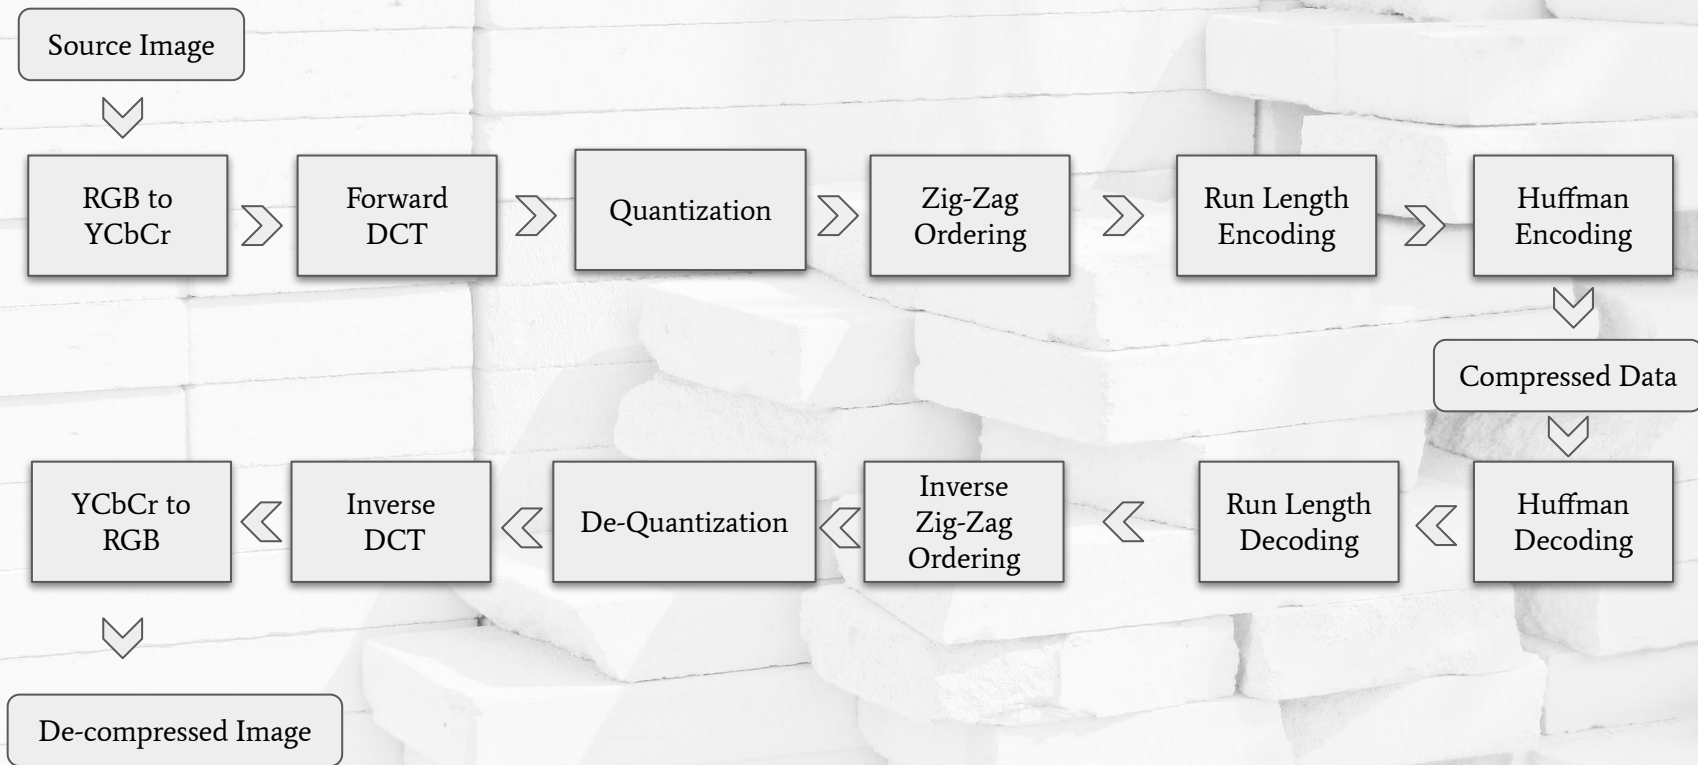 Source Image
RGB to
YCbCr
Forward
DCT
Quantization
Zig-Zag
Ordering
Run Length
Encoding
Huffman
Encoding
Compressed Data
YCbCr to
RGB
Inverse
DCT
De-Quantization
Inverse
Zig-Zag
Ordering
Run Length
Decoding
Huffman
Decoding
De-compressed Image